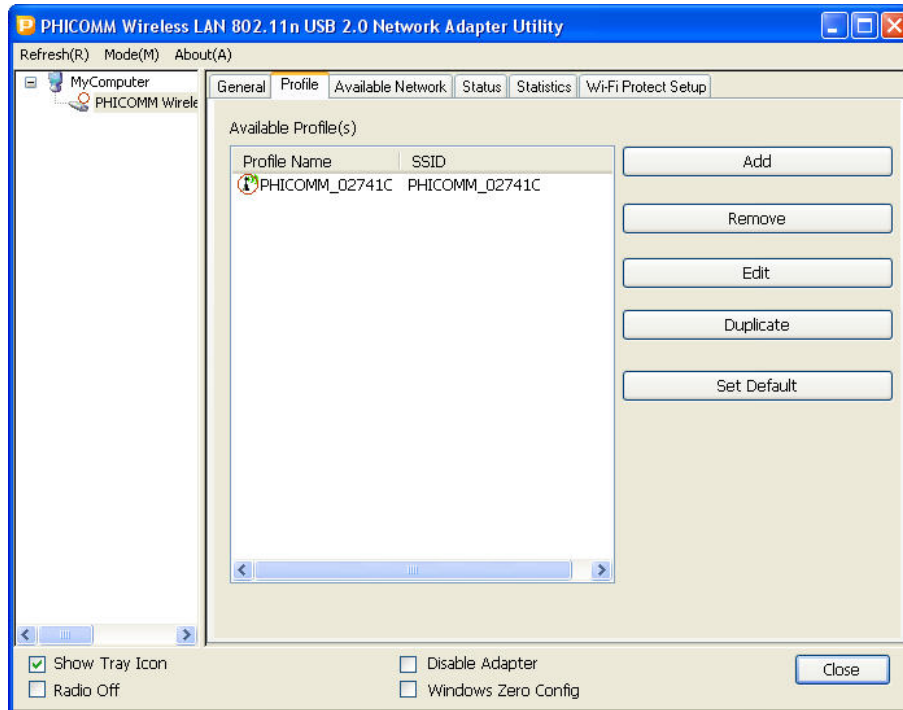 PHICOMM Wireless LAN 802.11n USB 2.0 Network Adapter Utility
Refresh(R) Mode(M) About(A)
MyComputer
PHICOMM Wirele
General Profile Available Network Status Statistics Wi-Fi Protect Setup
Available Profile(s)
Profile Name SSID
PHICOMM_02741C PHICOMM_02741C
Add
Remove
Edit
Duplicate
Set Default
Show Tray Icon
Radio Off
Disable Adapter
Windows Zero Config
Close